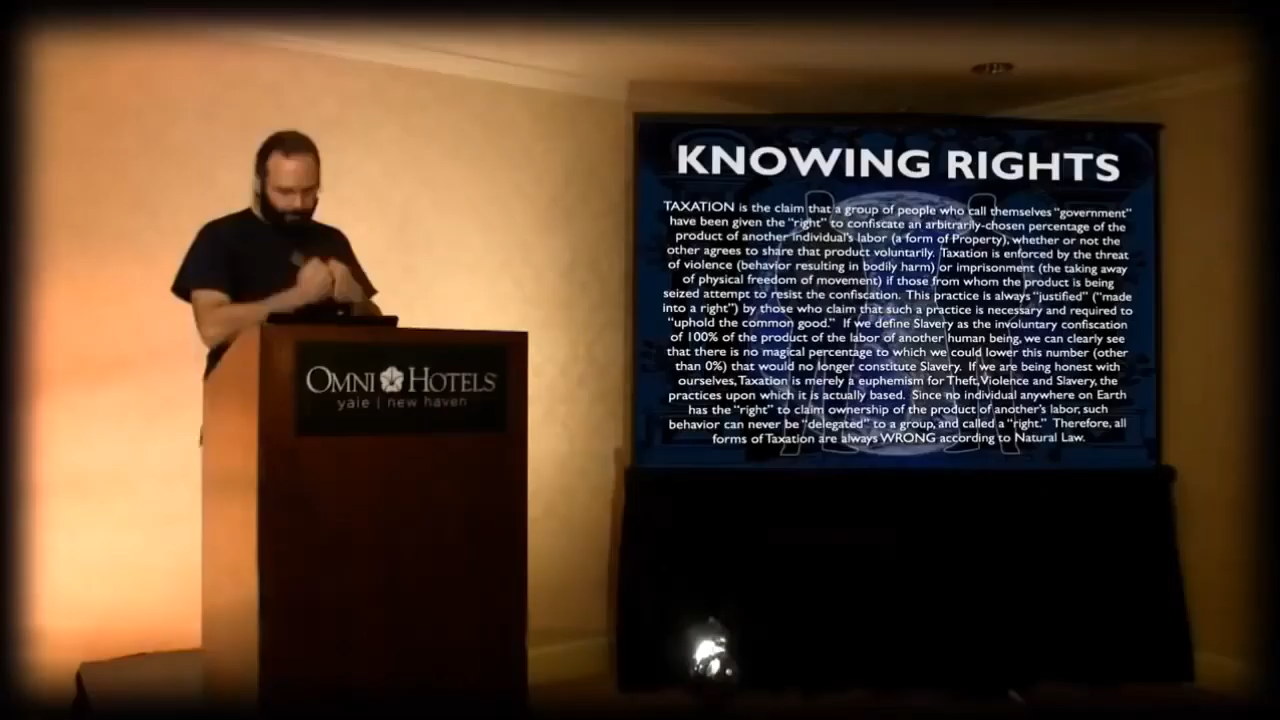 KNOWING RIGHTS
TAXATION is the claim that a group of people who call themselves "government"
have been given the "right" to confiscate an arbitrarily-chosen percentage of the
product of another individual's labor (a form of Property), whether or not the
other agrees to share that product voluntarily. Taxation is enforced by the threat
of violence (behavior resulting in bodily harm) or imprisonment (the taking away
of physical freedom of movement) if those from whom the product is being
seized attempt to resist the confiscation. This practice is always "justified" ("made
into a right") by those who claim that such a practice is necessary and required to
"uphold the common good." If we define Slavery as the involuntary confiscation
of 100% of the product of the labor of another human being, we can clearly see
that there is no magical percentage to which we could lower this number (other
than 0%) that would no longer constitute Slavery. If we are being honest with
ourselves, Taxation is merely a euphemism for Theft, Violence and Slavery, the
practices upon which it is actually based. Since no individual anywhere on Earth
has the "right" to claim ownership of the product of another's labor, such
behavior can never be "delegated" to a group, and called a "right." Therefore, all
forms of Taxation are always WRONG according to Natural Law.
OMNI HOTELS
yale | new haven